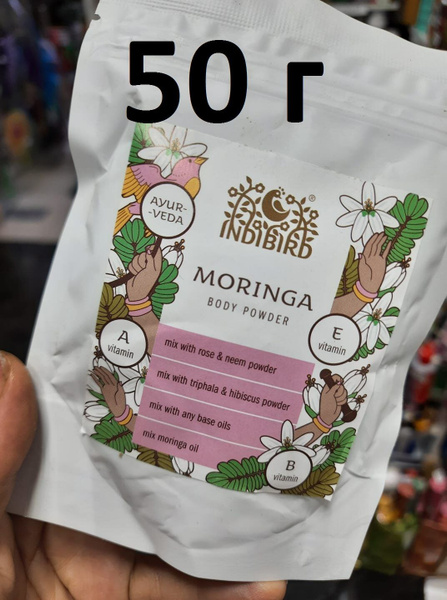 50 г
AYUR-
-VEDA
INDIBIRD®
MORINGA
BODY POWDER
A
vitamin
E
vitamin
mix with rose & neem powder
mix with triphala & hibiscus powder
mix with any base oils
mix moringa oil
B
vitamin